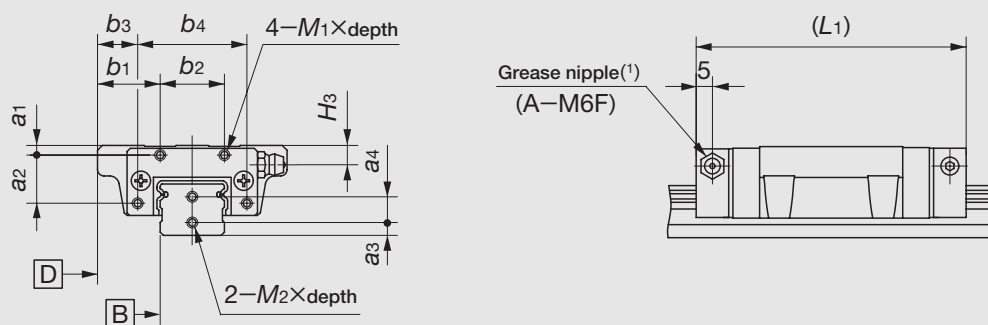 b3 b4 4−M1×depth
b1 b2
a1
a2
H3
a4
a3
D
B
2−M2×depth
(L1)
5
Grease nipple(1)
(A−M6F)